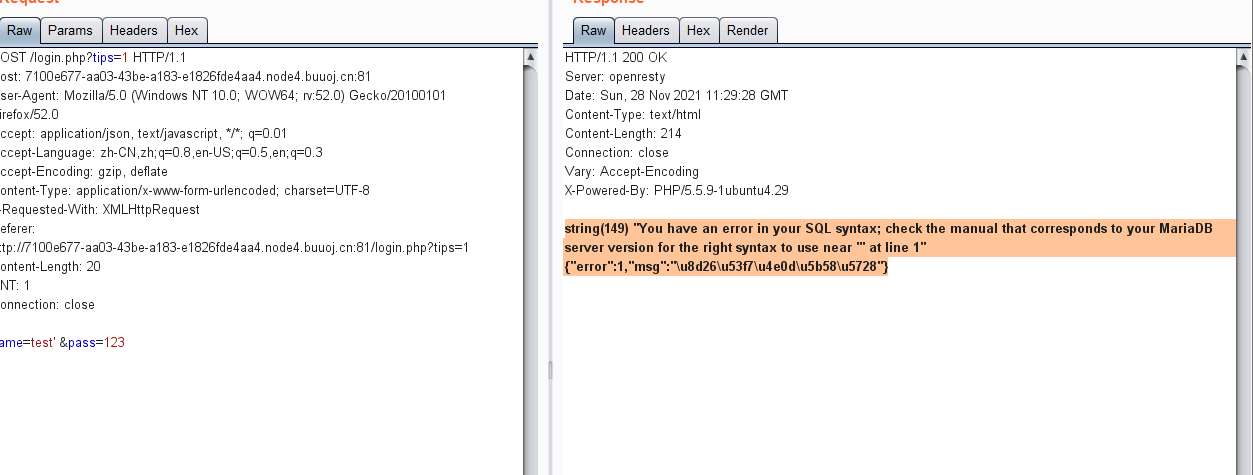 Request
Raw Params Headers Hex
OST /login.php?tips=1 HTTP/1.1
ost: 7100e677-aa03-43be-a183-e1826fde4aa4.node4.buuoj.cn:81
ser-Agent: Mozilla/5.0 (Windows NT 10.0; WOW64; rv:52.0) Gecko/20100101
irefox/52.0
ccept: application/json, text/javascript, */*; q=0.01
ccept-Language: zh-CN,zh;q=0.8,en-US;q=0.5,en;q=0.3
ccept-Encoding: gzip, deflate
ontent-Type: application/x-www-form-urlencoded; charset=UTF-8
-Requested-With: XMLHttpRequest
eferer:
ttp://7100e677-aa03-43be-a183-e1826fde4aa4.node4.buuoj.cn:81/login.php?tips=1
ontent-Length: 20
NT: 1
onnection: close
ame=test' &pass=123
Response
Raw Headers Hex Render
HTTP/1.1 200 OK
Server: openresty
Date: Sun, 28 Nov 2021 11:29:28 GMT
Content-Type: text/html
Content-Length: 214
Connection: close
Vary: Accept-Encoding
X-Powered-By: PHP/5.5.9-1ubuntu4.29
string(149) "You have an error in your SQL syntax; check the manual that corresponds to your MariaDB
server version for the right syntax to use near ''' at line 1"
{"error":1,"msg":"\u8d26\u53f7\u4e0d\u5b58\u5728"}